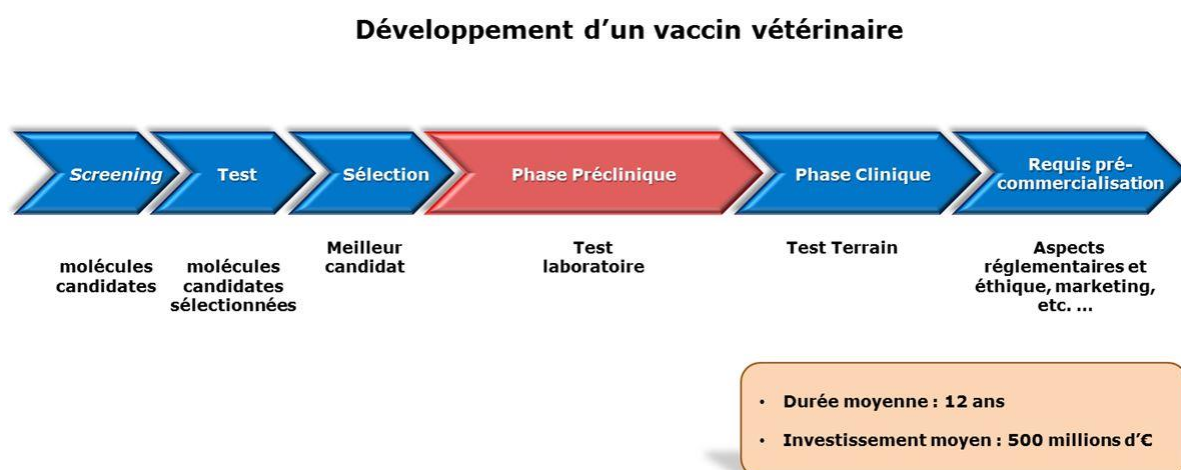 Développement d’un vaccin vétérinaire
Screening
Test
Sélection
Phase Préclinique
Phase Clinique
Requis pré-
commercialisation
molécules
candidates
molécules
candidates
sélectionnées
Meilleur
candidat
Test
laboratoire
Test Terrain
Aspects
réglementaires et
éthique, marketing,
etc. ...
• Durée moyenne : 12 ans
• Investissement moyen : 500 millions d’€